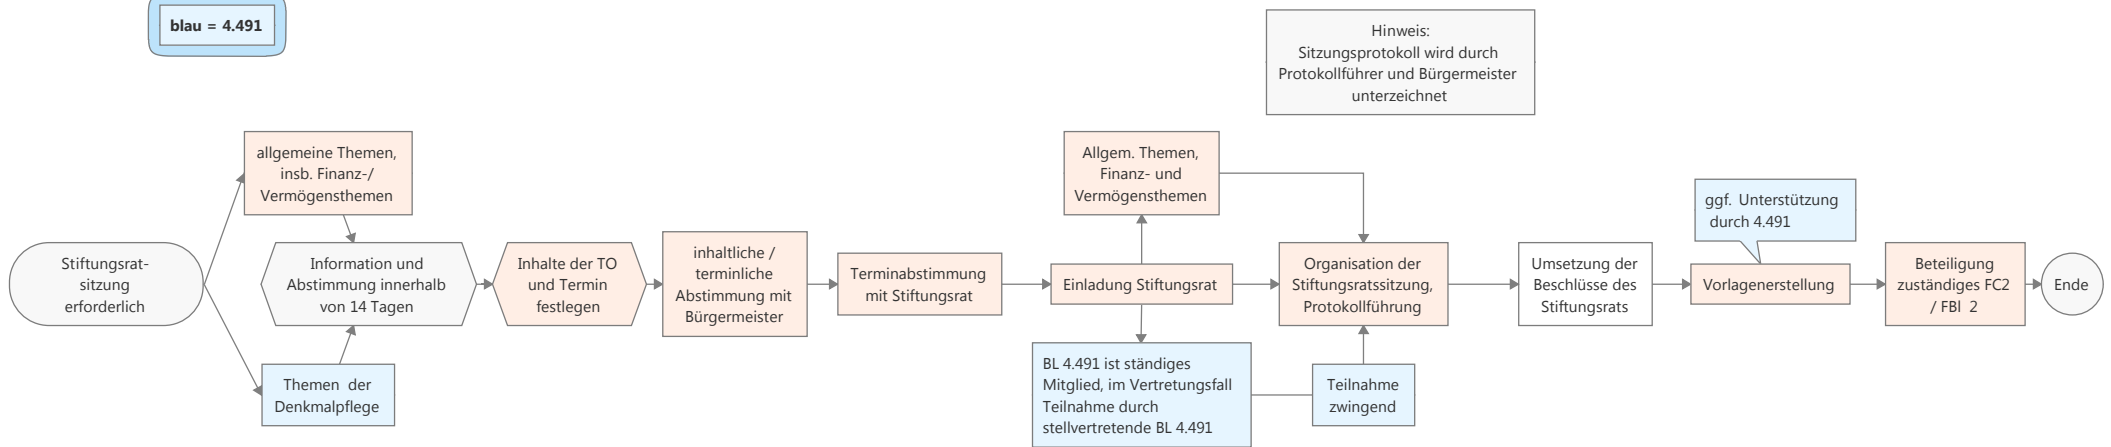 blau = 4.491
Hinweis:
Sitzungsprotokoll wird durch
Protokollführer und Bürgermeister
unterzeichnet
Stiftungsrat-
sitzung
erforderlich
allgemeine Themen,
insb. Finanz-/
Vermögensthemen
Themen der
Denkmalpflege
Information und
Abstimmung innerhalb
von 14 Tagen
Inhalte der TO
und Termin
festlegen
inhaltliche /
terminliche
Abstimmung mit
Bürgermeister
Terminabstimmung
mit Stiftungsrat
Einladung Stiftungsrat
Allgem. Themen,
Finanz- und
Vermögensthemen
BL 4.491 ist ständiges
Mitglied, im Vertretungsfall
Teilnahme durch
stellvertretende BL 4.491
Teilnahme
zwingend
Organisation der
Stiftungsratssitzung,
Protokollführung
Umsetzung der
Beschlüsse des
Stiftungsrats
ggf. Unterstützung
durch 4.491
Vorlagenerstellung
Beteiligung
zuständiges FC2
/ FBl 2
Ende